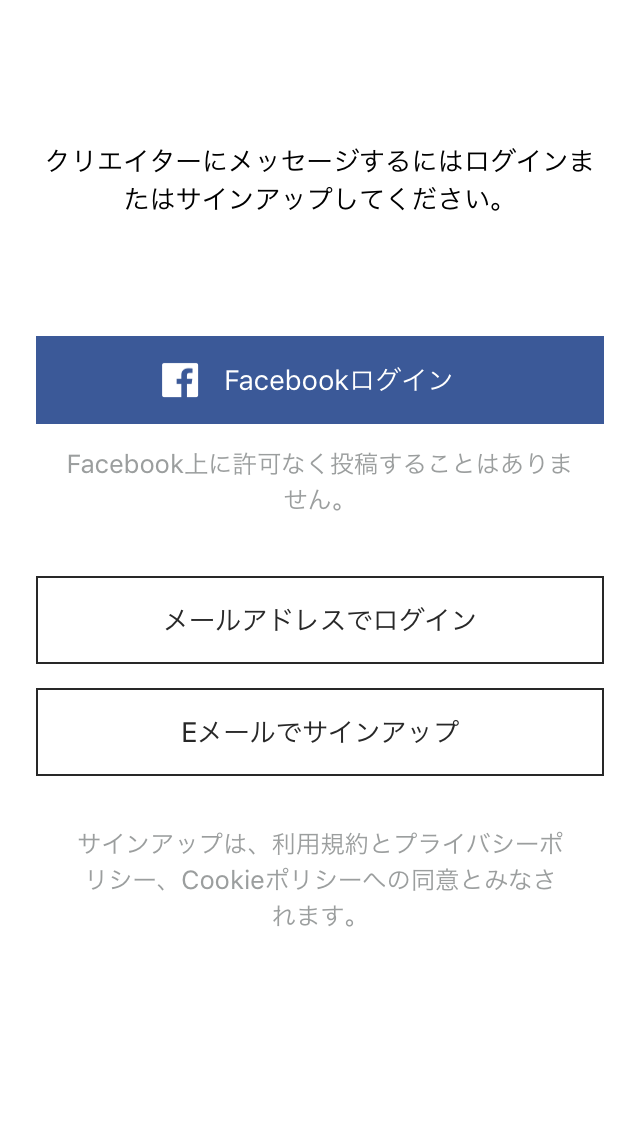 クリエイターにメッセージするにはログインま
たはサインアップしてください。
Facebookログイン
Facebook上に許可なく投稿することはありま
せん。
メールアドレスでログイン
Eメールでサインアップ
サインアップは、利用規約とプライバシーポ
リシー、Cookieポリシーへの同意とみなさ
れます。